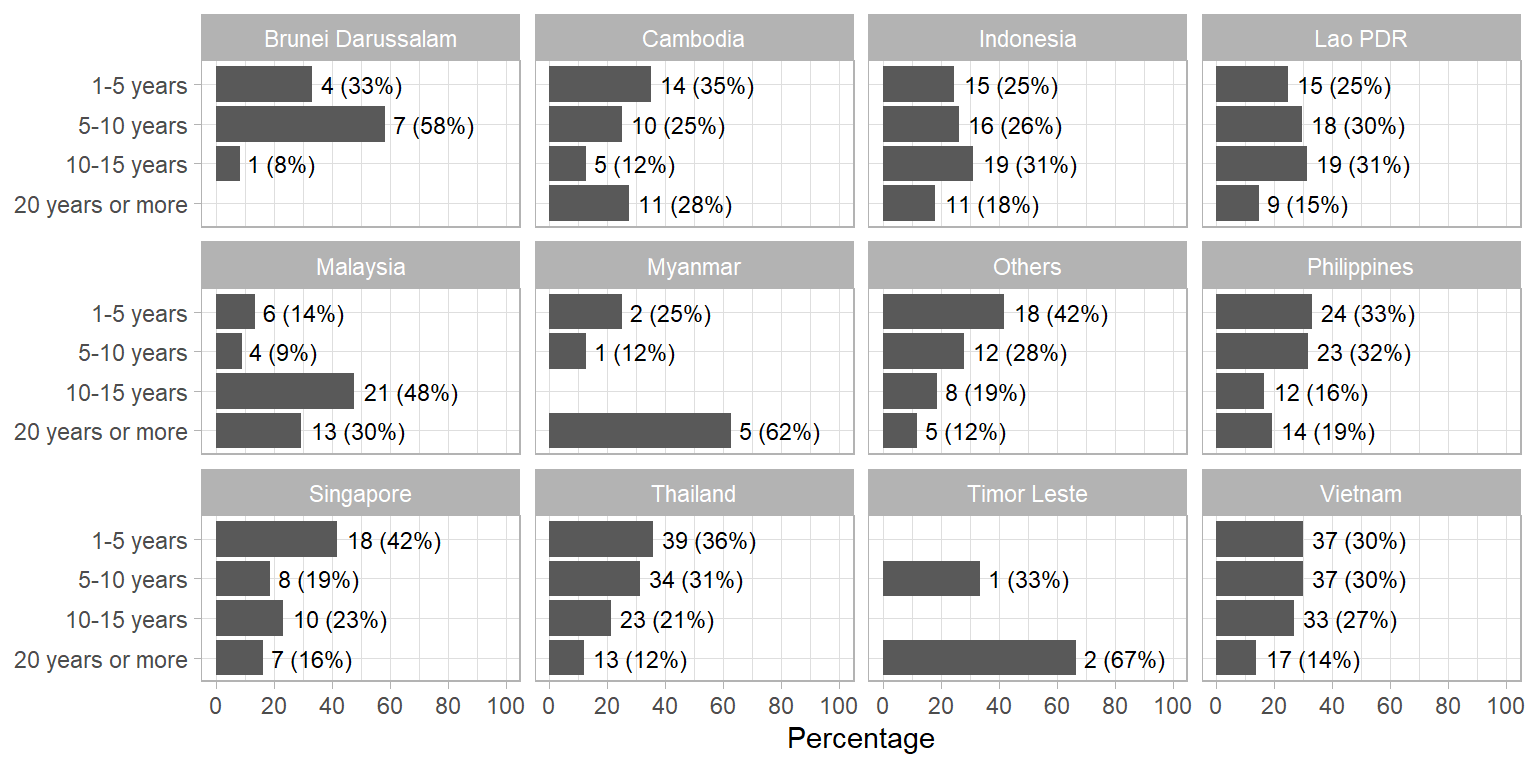 Brunei Darussalam
Cambodia
Indonesia
Lao PDR
1-5 years
4 (33%)
14 (35%)
15 (25%)
15 (25%)
5-10 years
7 (58%)
10 (25%)
16 (26%)
18 (30%)
10-15 years
1 (8%)
5 (12%)
19 (31%)
19 (31%)
20 years or more
11 (28%)
11 (18%)
9 (15%)
Malaysia
Myanmar
Others
Philippines
1-5 years
6 (14%)
2 (25%)
18 (42%)
24 (33%)
5-10 years
4 (9%)
1 (12%)
12 (28%)
23 (32%)
10-15 years
21 (48%)
8 (19%)
12 (16%)
20 years or more
13 (30%)
5 (62%)
5 (12%)
14 (19%)
Singapore
Thailand
Timor Leste
Vietnam
1-5 years
18 (42%)
39 (36%)
37 (30%)
5-10 years
8 (19%)
34 (31%)
1 (33%)
37 (30%)
10-15 years
10 (23%)
23 (21%)
33 (27%)
20 years or more
7 (16%)
13 (12%)
2 (67%)
17 (14%)
0 20 40 60 80 100
0 20 40 60 80 100
0 20 40 60 80 100
0 20 40 60 80 100
Percentage